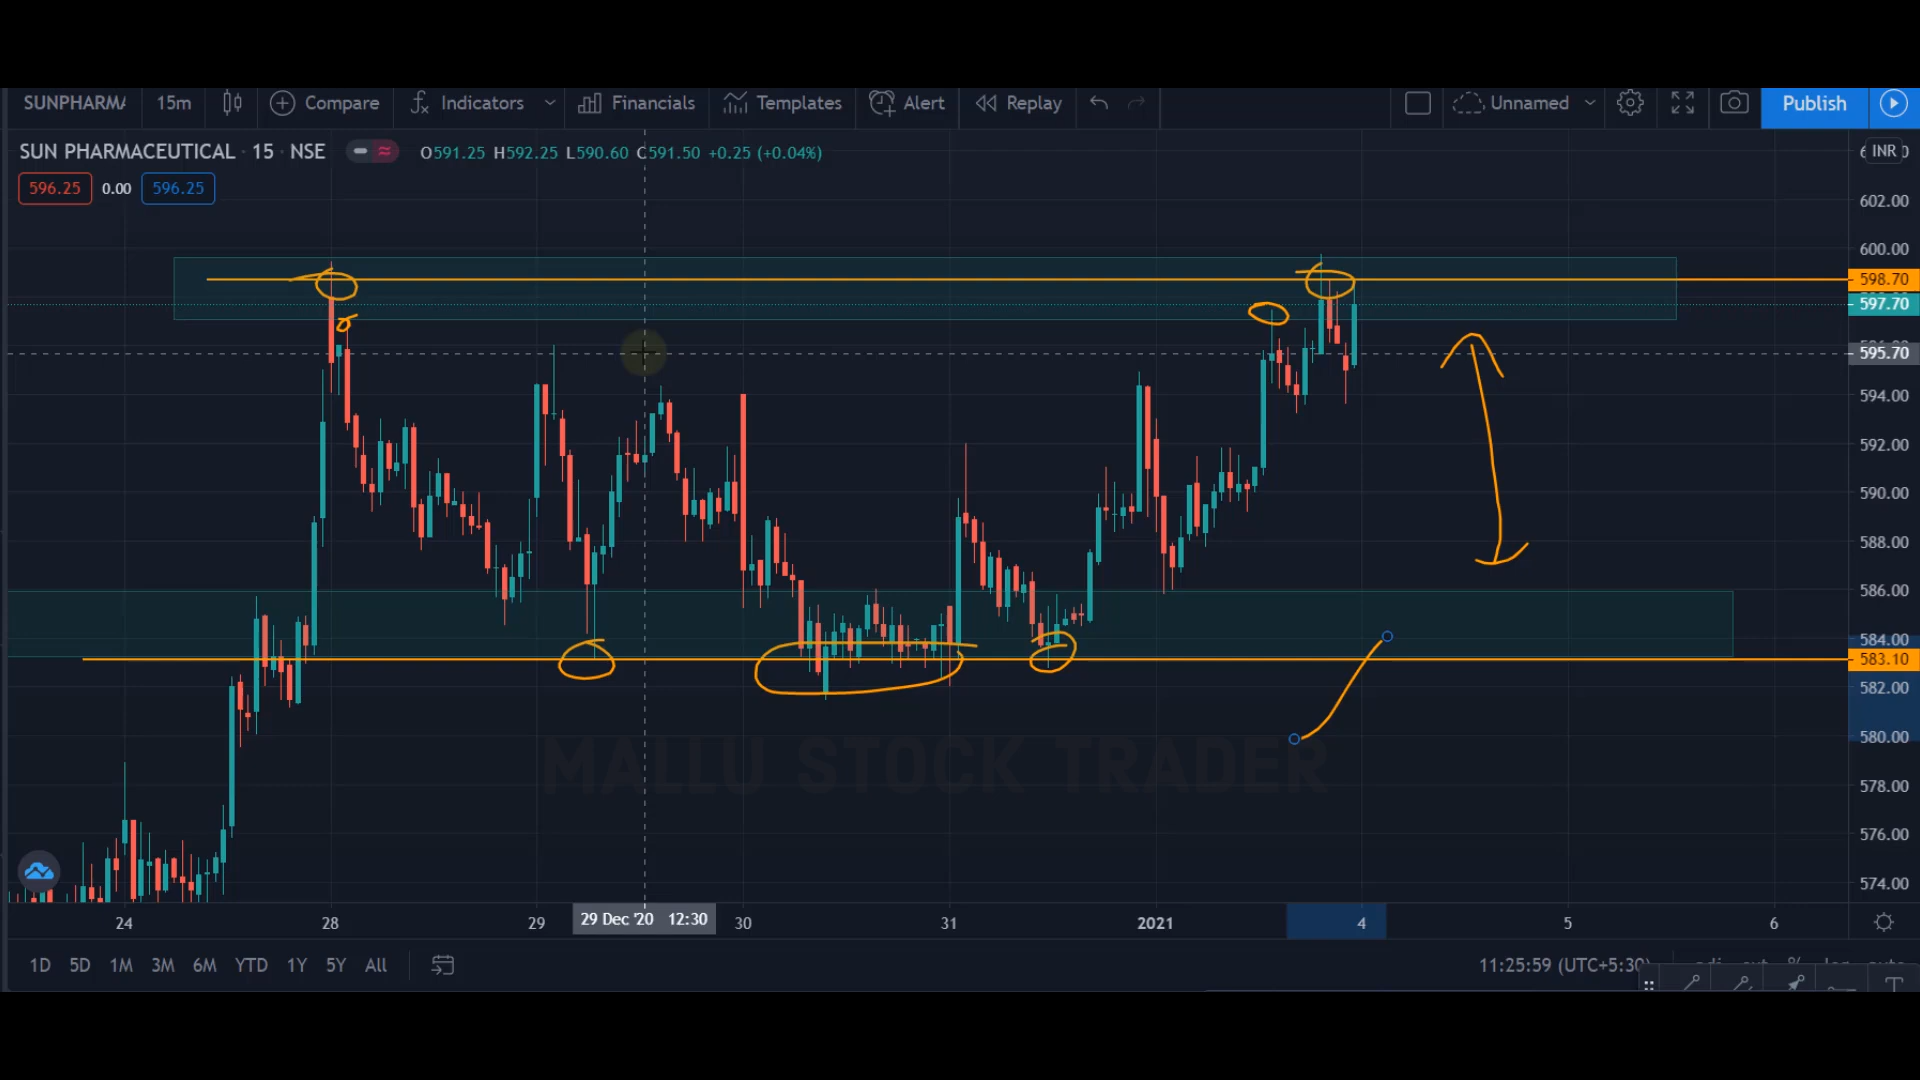 SUNPHARMA 15m Compare Indicators Financials Templates Alert Replay Unnamed Publish
SUN PHARMACEUTICAL · 15 · NSE O591.25 H592.25 L590.60 C591.50 +0.25 (+0.04%)
INR
596.25 0.00 596.25
602.00
600.00
598.70
597.70
595.70
594.00
592.00
590.00
588.00
586.00
584.00
583.10
582.00
580.00
MALLU STOCK TRADER
578.00
576.00
574.00
24 28 29 29 Dec '20 12:30 30 31 2021 4 5 6
1D 5D 1M 3M 6M YTD 1Y 5Y All 11:25:59 (UTC+5:30)